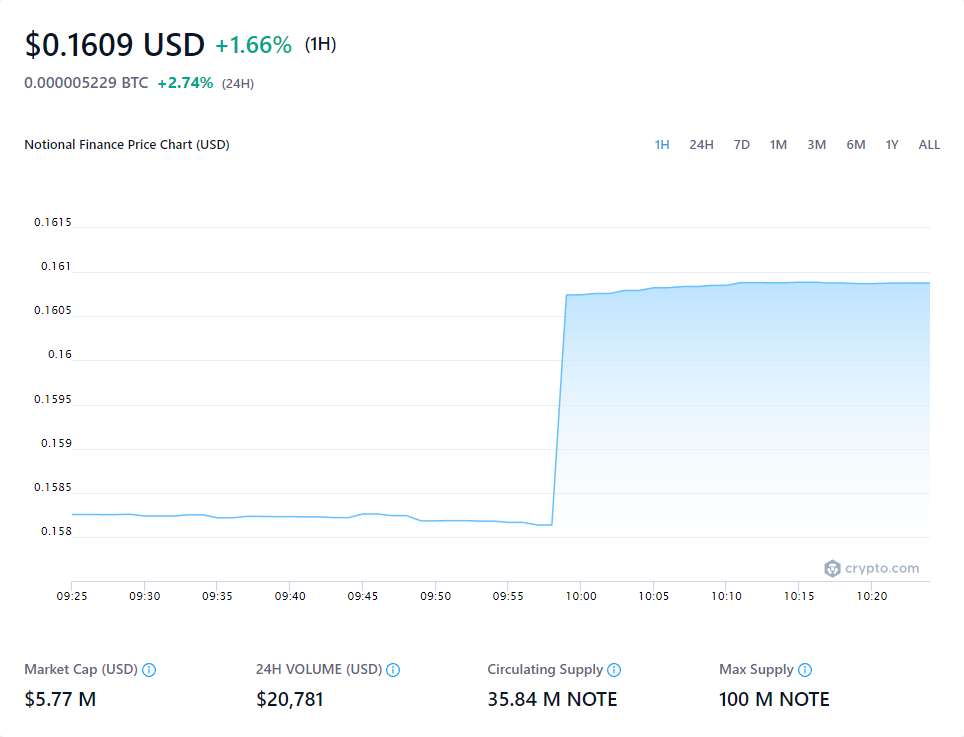 $0.1609 USD +1.66% (1H)
0.000005229 BTC +2.74% (24H)
Notional Finance Price Chart (USD) 1H 24H 7D 1M 3M 6M 1Y ALL
0.1615
0.161
0.1605
0.16
0.1595
0.159
0.1585
0.158
crypto.com
09:25 09:30 09:35 09:40 09:45 09:50 09:55 10:00 10:05 10:10 10:15 10:20
Market Cap (USD) 24H VOLUME (USD) Circulating Supply Max Supply
$5.77 M $20,781 35.84 M NOTE 100 M NOTE